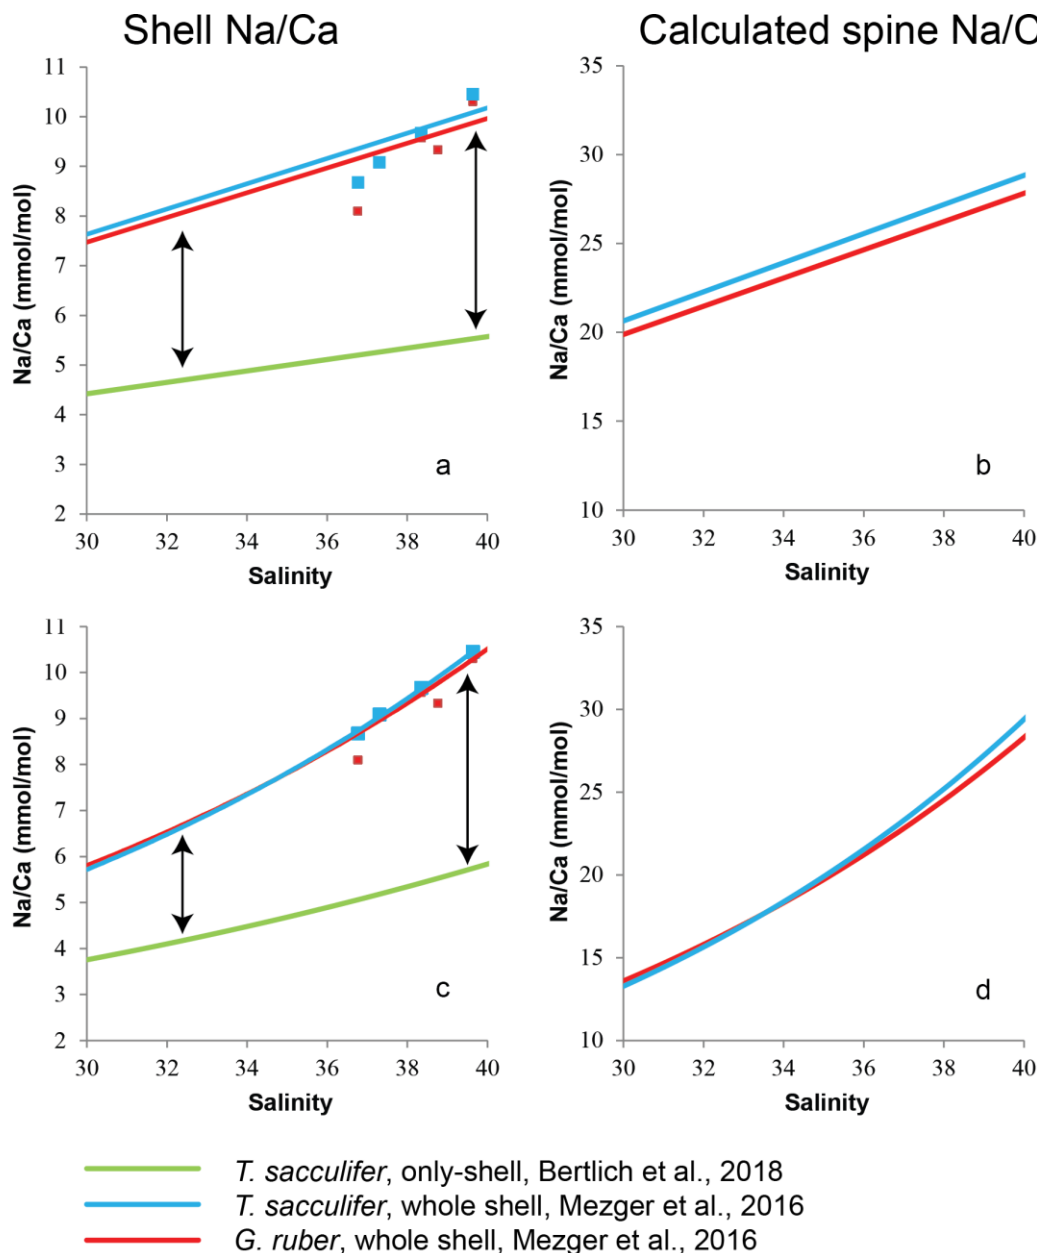 Shell Na/Ca
Calculated spine Na/C
11
10
9
8
7
6
5
4
3
2
Na/Ca (mmol/mol)
30 32 34 36 38 40
Salinity
a
35
30
25
20
15
10
Na/Ca (mmol/mol)
30 32 34 36 38 40
Salinity
b
11
10
9
8
7
6
5
4
3
2
Na/Ca (mmol/mol)
30 32 34 36 38 40
Salinity
c
35
30
25
20
15
10
Na/Ca (mmol/mol)
30 32 34 36 38 40
Salinity
d
T. sacculifer, only-shell, Bertlich et al., 2018
T. sacculifer, whole shell, Mezger et al., 2016
G. ruber, whole shell, Mezger et al., 2016